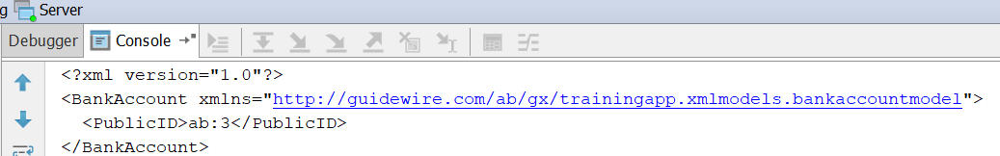 g Server
Debugger Console
<?xml version="1.0"?>
<BankAccount xmlns="http://guidewire.com/ab/gx/trainingapp.xmlmodels.bankaccountmodel">
<PublicID>ab:3</PublicID>
</BankAccount>